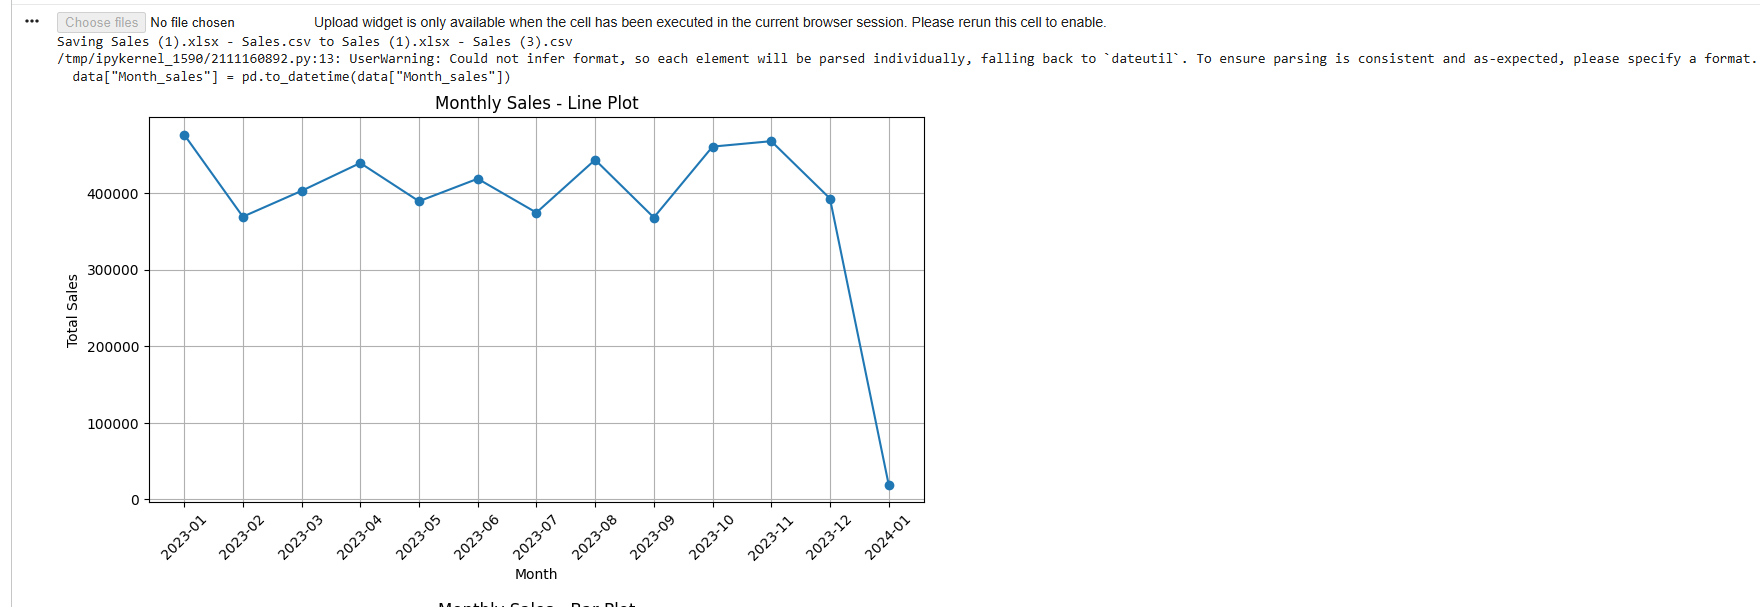 Choose files No file chosen Upload widget is only available when the cell has been executed in the current browser session. Please rerun this cell to enable.
Saving Sales (1).xlsx - Sales.csv to Sales (1).xlsx - Sales (3).csv
/tmp/ipykernel_1590/2111160892.py:13: UserWarning: Could not infer format, so each element will be parsed individually, falling back to `dateutil`. To ensure parsing is consistent and as-expected, please specify a format.
data["Month_sales"] = pd.to_datetime(data["Month_sales"])
Monthly Sales - Line Plot
400000
300000
200000
100000
0
Total Sales
2023-01 2023-02 2023-03 2023-04 2023-05 2023-06 2023-07 2023-08 2023-09 2023-10 2023-11 2023-12 2024-01
Month
Monthly Sales - Bar Plot